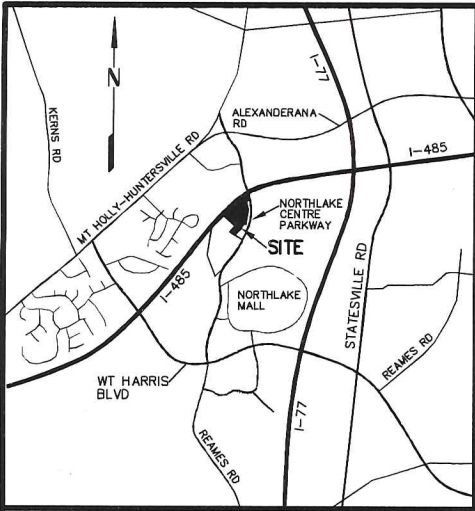 N
KERNS RD
MT HOLLY-HUNTERSVILLE RD
I-77
ALEXANDERANA
RD
I-485
NORTHLAKE
CENTRE
PARKWAY
SITE
I-485
NORTHLAKE
MALL
STATESVILLE RD
WT HARRIS
BLVD
REAMES RD
REAMES RD
I-77